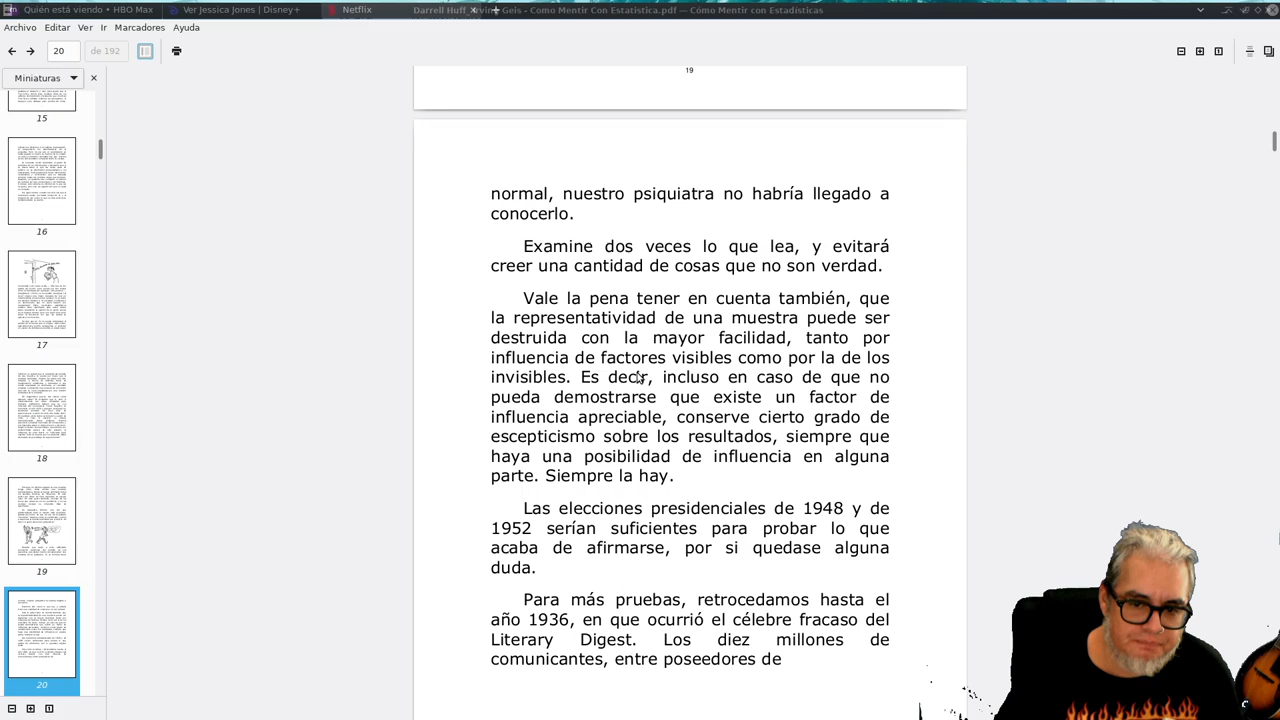 Quién está viendo • HBO Max
Ver Jessica Jones | Disney+
Netflix
Darrell Huff, Irving Geis - Como Mentir Con Estatistica.pdf — Cómo Mentir con Estadísticas
Archivo Editar Ver Ir Marcadores Ayuda
20 de 192
Miniaturas
15
16
17
18
19
20
19
normal, nuestro psiquiatra no habría llegado a
conocerlo.
Examine dos veces lo que lea, y evitará
creer una cantidad de cosas que no son verdad.
Vale la pena tener en cuenta también, que
la representatividad de una muestra puede ser
destruida con la mayor facilidad, tanto por
influencia de factores visibles como por la de los
invisibles. Es decir, incluso en caso de que no
pueda demostrarse que existe un factor de
influencia apreciable, conserve cierto grado de
escepticismo sobre los resultados, siempre que
haya una posibilidad de influencia en alguna
parte. Siempre la hay.
Las elecciones presidenciales de 1948 y de
1952 serían suficientes para probar lo que
acaba de afirmarse, por si quedase alguna
duda.
Para más pruebas, retrocedamos hasta el
año 1936, en que ocurrió el célebre fracaso del
Literary Digest. Los diez millones de
comunicantes, entre poseedores de